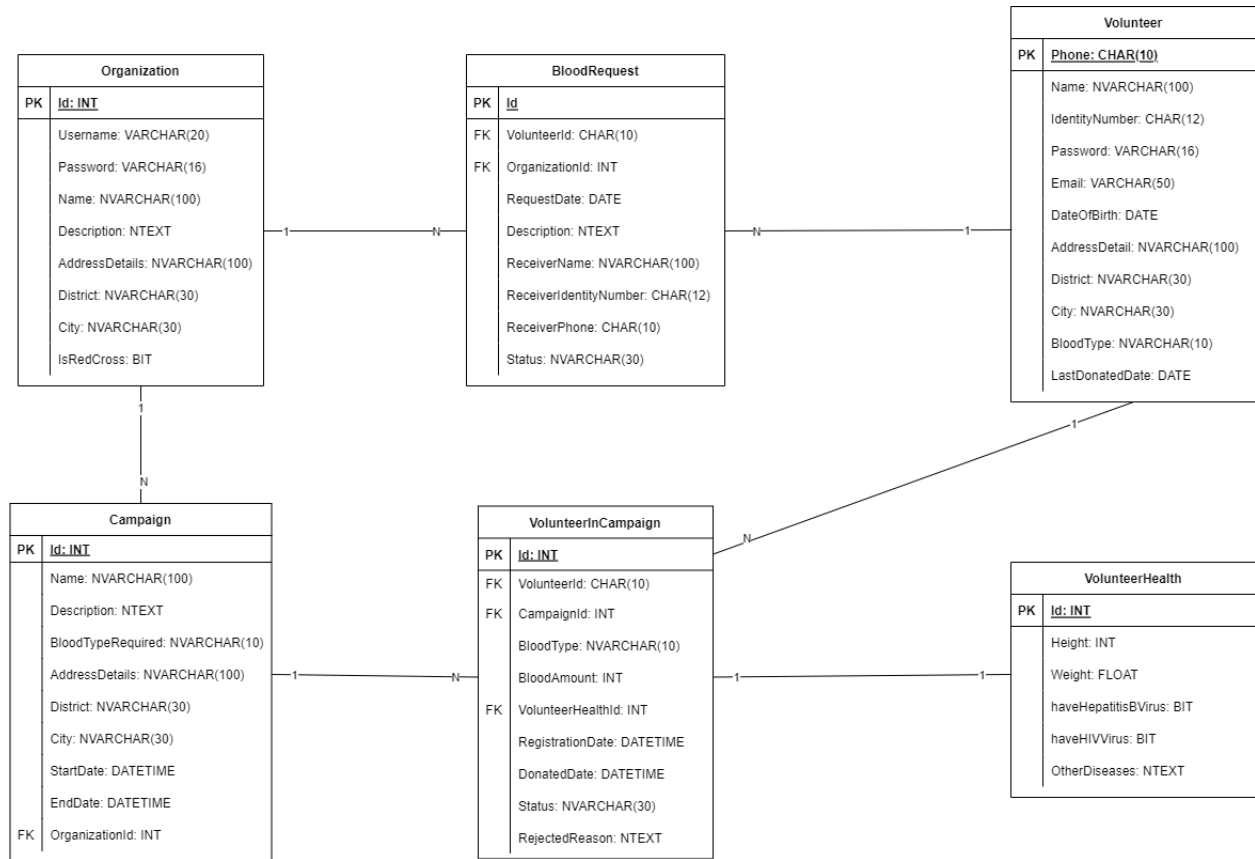 Organization
PK Id: INT
Username: VARCHAR(20)
Password: VARCHAR(16)
Name: NVARCHAR(100)
Description: NTEXT
AddressDetails: NVARCHAR(100)
District: NVARCHAR(30)
City: NVARCHAR(30)
IsRedCross: BIT
1
N
BloodRequest
PK Id
FK VolunteerId: CHAR(10)
FK OrganizationId: INT
RequestDate: DATE
Description: NTEXT
ReceiverName: NVARCHAR(100)
ReceiverIdentityNumber: CHAR(12)
ReceiverPhone: CHAR(10)
Status: NVARCHAR(30)
N
1
Volunteer
PK Phone: CHAR(10)
Name: NVARCHAR(100)
IdentityNumber: CHAR(12)
Password: VARCHAR(16)
Email: VARCHAR(50)
DateOfBirth: DATE
AddressDetail: NVARCHAR(100)
District: NVARCHAR(30)
City: NVARCHAR(30)
BloodType: NVARCHAR(10)
LastDonatedDate: DATE
1
N
1
N
Campaign
PK Id: INT
Name: NVARCHAR(100)
Description: NTEXT
BloodTypeRequired: NVARCHAR(10)
AddressDetails: NVARCHAR(100)
District: NVARCHAR(30)
City: NVARCHAR(30)
StartDate: DATETIME
EndDate: DATETIME
FK OrganizationId: INT
1
N
VolunteerInCampaign
PK Id: INT
FK VolunteerId: CHAR(10)
FK CampaignId: INT
BloodType: NVARCHAR(10)
BloodAmount: INT
FK VolunteerHealthId: INT
RegistrationDate: DATETIME
DonatedDate: DATETIME
Status: NVARCHAR(30)
RejectedReason: NTEXT
1
1
VolunteerHealth
PK Id: INT
Height: INT
Weight: FLOAT
haveHepatitisBVirus: BIT
haveHIVVirus: BIT
OtherDiseases: NTEXT